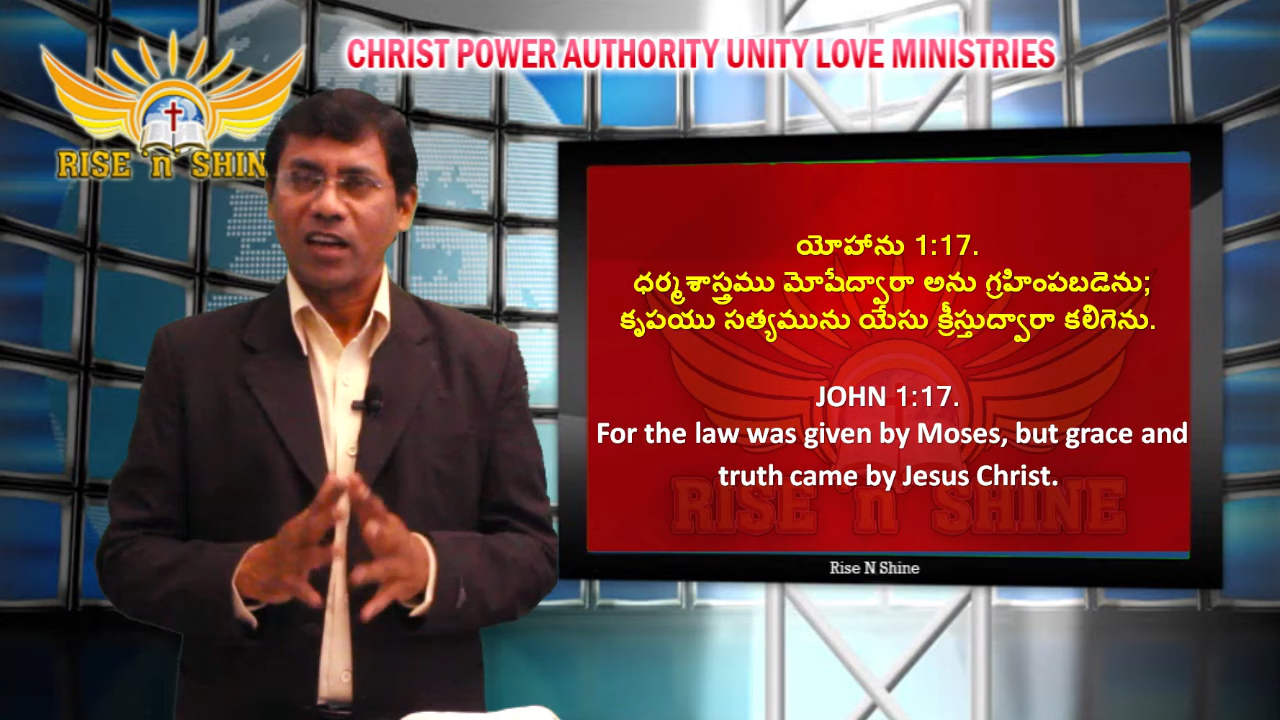 CHRIST POWER AUTHORITY UNITY LOVE MINISTRIES
RISE 'n' SHIN
యోహాను 1:17.
ధర్మశాస్త్రము మోషేద్వారా అను గ్రహింపబడెను;
కృపయు సత్యమును యేసు క్రీస్తుద్వారా కలిగెను.
JOHN 1:17.
For the law was given by Moses, but grace and
truth came by Jesus Christ.
RISE 'n' SHINE
Rise N Shine